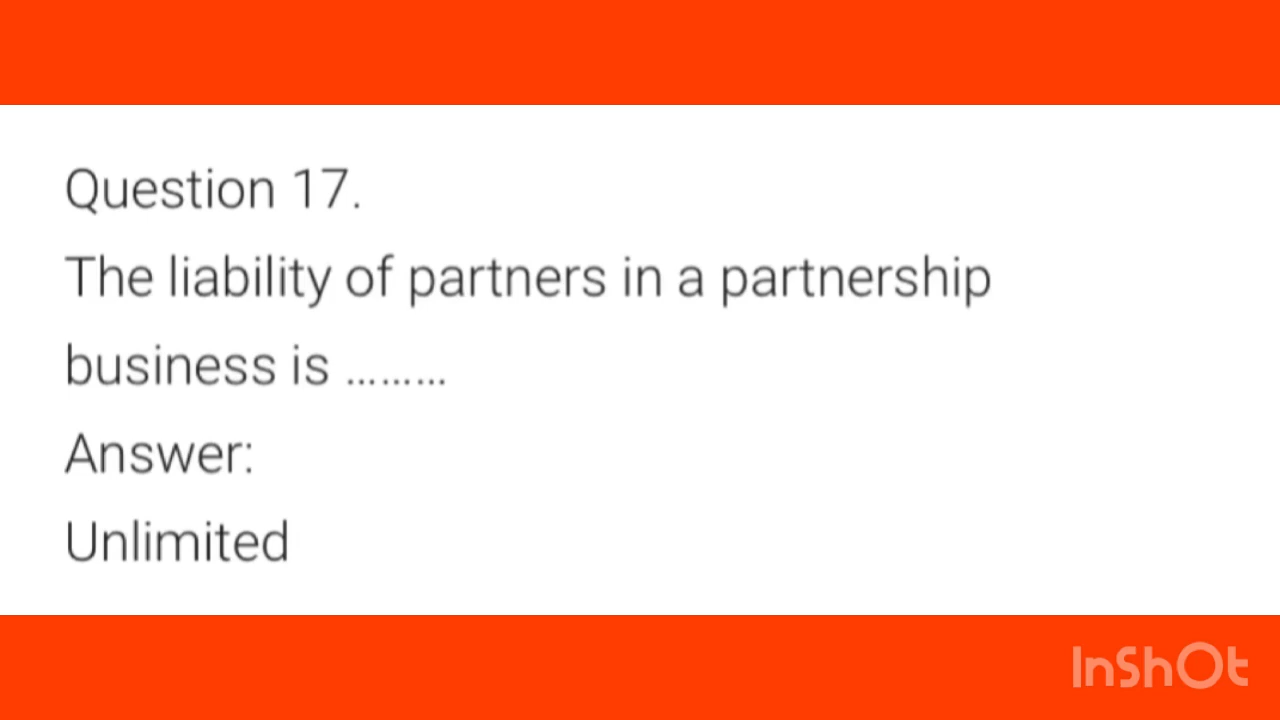 Question 17.
The liability of partners in a partnership
business is .........
Answer:
Unlimited
InShOt